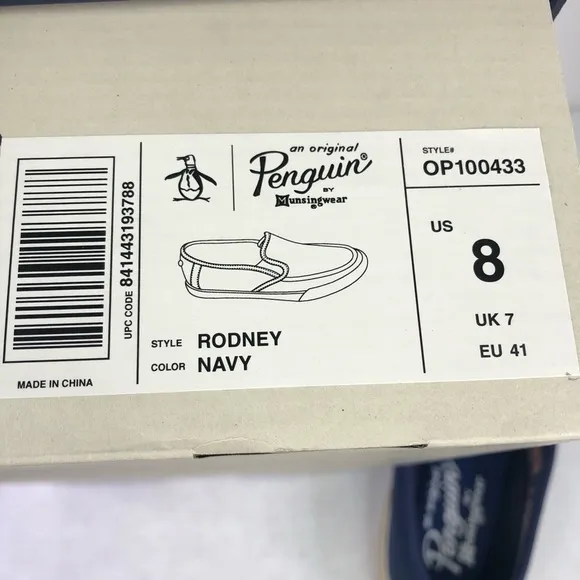 UPC CODE 841443193788
MADE IN CHINA
an original
Penguin®
BY
Munsingwear
STYLE RODNEY
COLOR NAVY
STYLE#
OP100433
US 8
UK 7
EU 41
Penguin